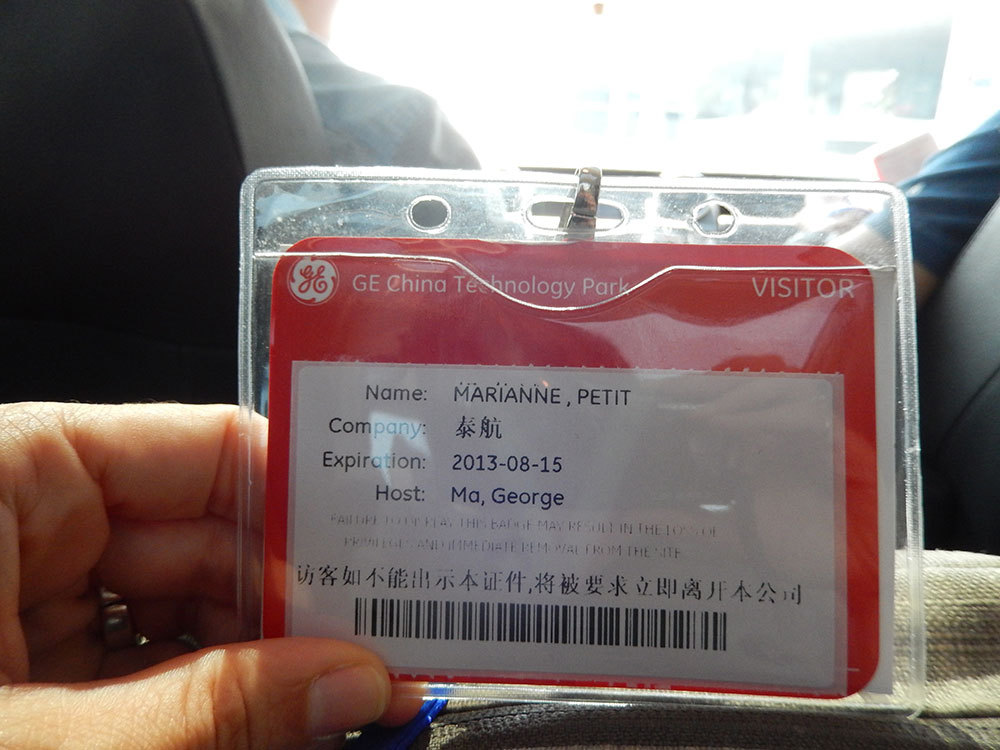 GE GE China Technology Park VISITOR
Name: MARIANNE, PETIT
Company: 泰航
Expiration: 2013-08-15
Host: Ma, George
FAILURE TO DISPLAY THIS BADGE MAY RESULT IN THE LOSS OF
PRIVILEGES AND IMMEDIATE REMOVAL FROM THE SITE
访客如不能出示本证件,将被要求立即离开本公司